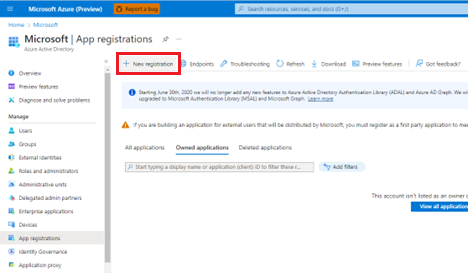 Microsoft Azure (Preview)
Report a bug
Search resources, services, and docs (G+/)
Home > Microsoft
Microsoft | App registrations
Azure Active Directory
New registration
Endpoints
Troubleshooting
Refresh
Download
Preview features
Got feedback?
Overview
Preview features
Diagnose and solve problems
Manage
Users
Groups
External Identities
Roles and administrators
Administrative units
Delegated admin partners
Enterprise applications
Devices
App registrations
Identity Governance
Application proxy
Starting June 30th, 2020 we will no longer add any new features to Azure Active Directory Authentication Library (ADAL) and Azure AD Graph. We wi
upgraded to Microsoft Authentication Library (MSAL) and Microsoft Graph. Learn more
If you are building an application for external users that will be distributed by Microsoft, you must register as a first party application to mee
All applications
Owned applications
Deleted applications
Start typing a display name or application (client) ID to filter these r...
Add filters
This account isn't listed as an owner o
View all application